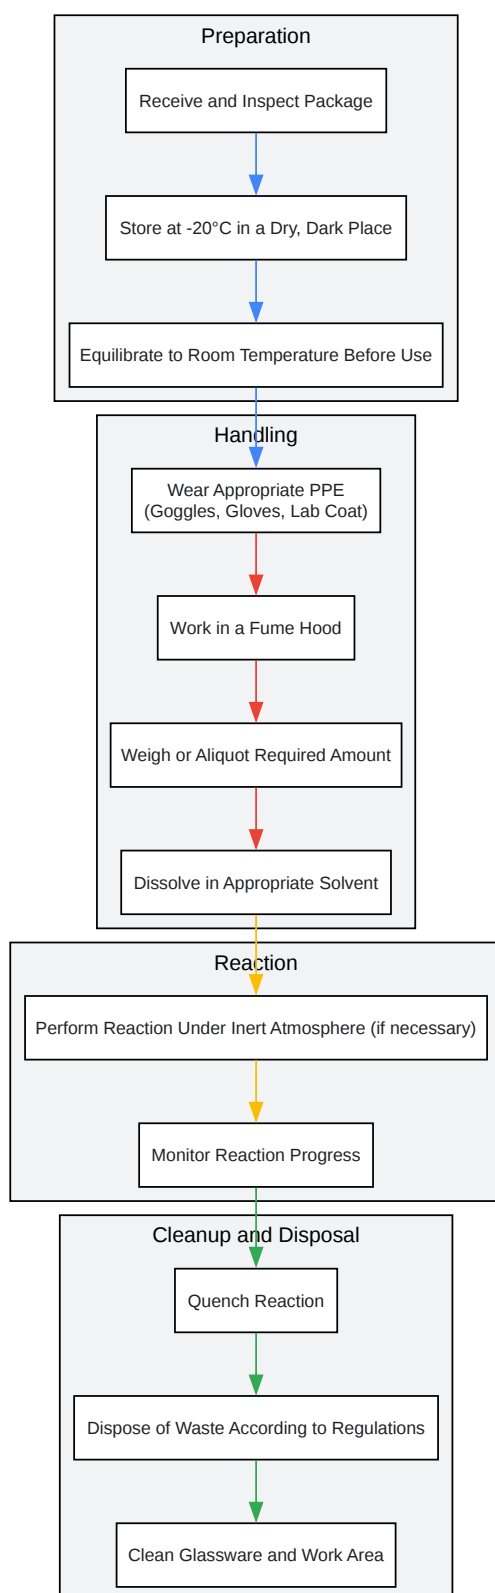 Preparation
Receive and Inspect Package
Store at -20°C in a Dry, Dark Place
Equilibrate to Room Temperature Before Use
Handling
Wear Appropriate PPE
(Goggles, Gloves, Lab Coat)
Work in a Fume Hood
Weigh or Aliquot Required Amount
Dissolve in Appropriate Solvent
Reaction
Perform Reaction Under Inert Atmosphere (if necessary)
Monitor Reaction Progress
Cleanup and Disposal
Quench Reaction
Dispose of Waste According to Regulations
Clean Glassware and Work Area